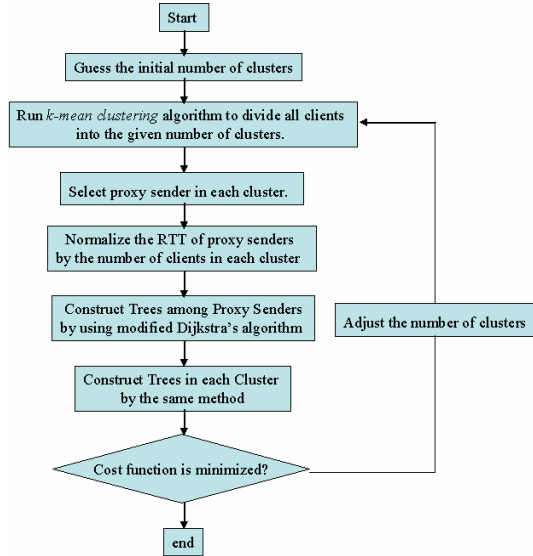 Start
Guess the initial number of clusters
Run k-mean clustering algorithm to divide all clients
into the given number of clusters.
Select proxy sender in each cluster.
Normalize the RTT of proxy senders
by the number of clients in each cluster
Construct Trees among Proxy Senders
by using modified Dijkstra's algorithm
Adjust the number of clusters
Construct Trees in each Cluster
by the same method
Cost function is minimized?
end